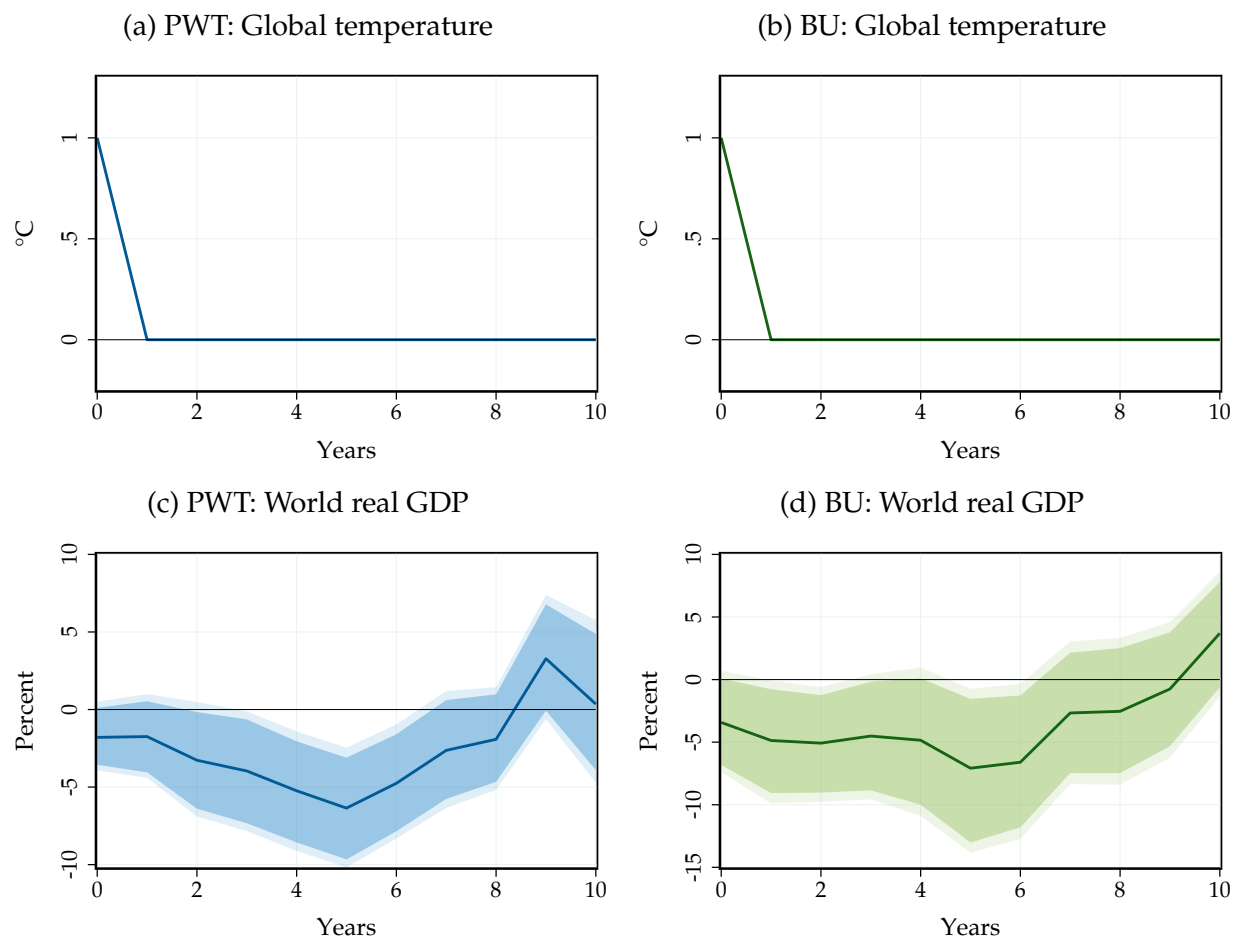 (a) PWT: Global temperature
(b) BU: Global temperature
°C
1
.5
0
0 2 4 6 8 10
Years
°C
1
.5
0
0 2 4 6 8 10
Years
(c) PWT: World real GDP
(d) BU: World real GDP
Percent
10
5
0
-5
-10
0 2 4 6 8 10
Years
Percent
10
5
0
-5
-10
-15
0 2 4 6 8 10
Years